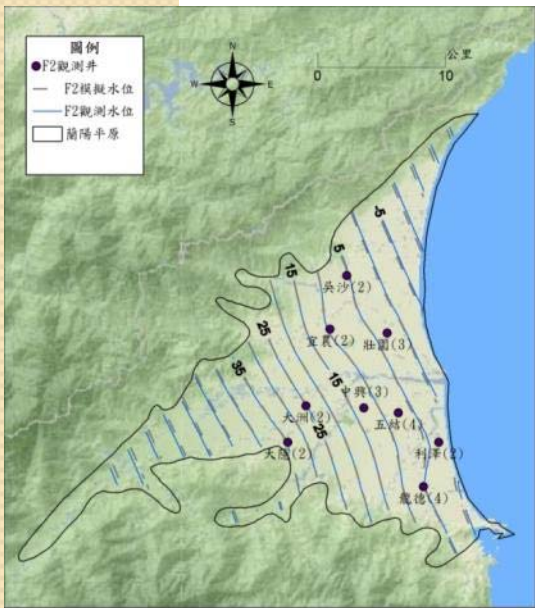 圖例
F2觀測井
F2模擬水位
F2觀測水位
蘭陽平原
N
W E
S
公里
0 10
-5
5
15
吳沙(2)
25
宜農(2)
壯圍(3)
35
15
中興(3)
大洲(2)
五結(4)
25
天隱(2)
利澤(2)
龍德(4)